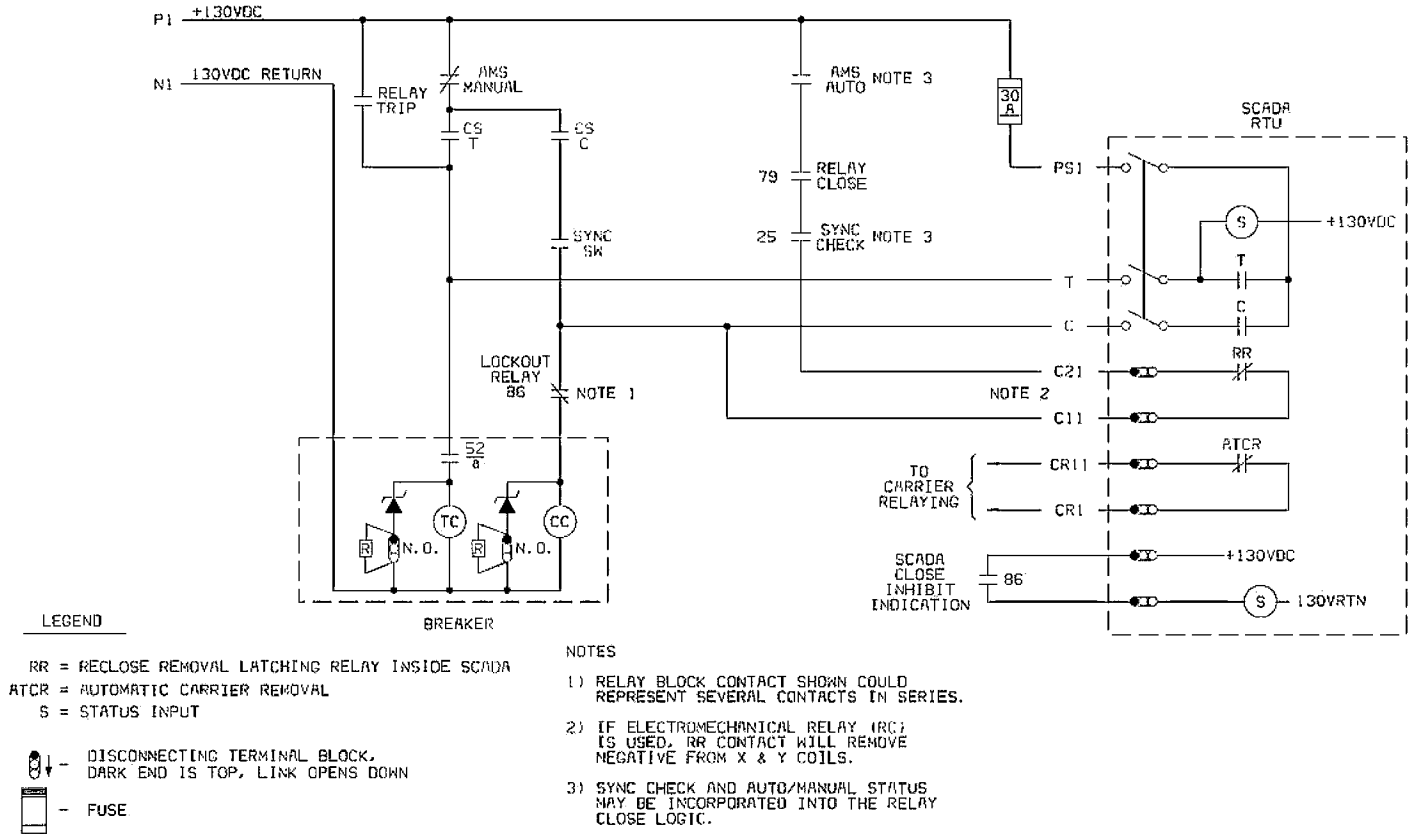 P1 +130VDC
N1 130VDC RETURN
RELAY
TRIP
AMS
MANUAL
CS
T
CS
C
SYNC
SW
AMS
AUTO
NOTE 3
79
RELAY
CLOSE
25
SYNC
CHECK
NOTE 3
30
A
SCADA
RTU
PS1
S
+130VDC
T
T
C
C
LOCKOUT
RELAY
86
NOTE 1
C21
RR
NOTE 2
C11
52
a
TC
CC
R
N.O.
R
N.O.
BREAKER
TO
CARRIER
RELAYING
CR11
ATCR
CR1
SCADA
CLOSE
INHIBIT
INDICATION
86
+130VDC
S
130VRTN
LEGEND
RR = RECLOSE REMOVAL LATCHING RELAY INSIDE SCADA
ATCR = AUTOMATIC CARRIER REMOVAL
S = STATUS INPUT
- DISCONNECTING TERMINAL BLOCK,
DARK END IS TOP, LINK OPENS DOWN
- FUSE
NOTES
1) RELAY BLOCK CONTACT SHOWN COULD
REPRESENT SEVERAL CONTACTS IN SERIES.
2) IF ELECTROMECHANICAL RELAY (RC)
IS USED, RR CONTACT WILL REMOVE
NEGATIVE FROM X & Y COILS.
3) SYNC CHECK AND AUTO/MANUAL STATUS
MAY BE INCORPORATED INTO THE RELAY
CLOSE LOGIC.